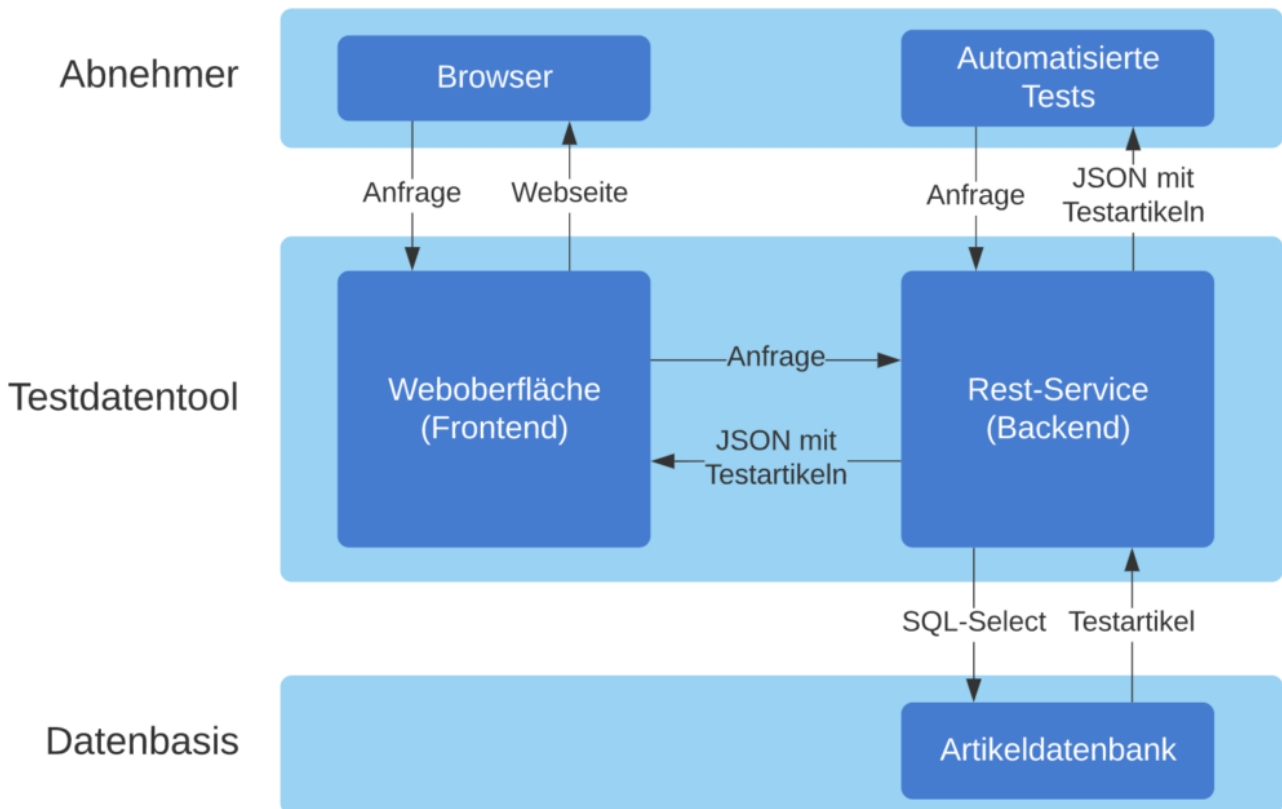 Abnehmer
Browser
Automatisierte
Tests
Anfrage
Webseite
Anfrage
JSON mit
Testartikeln
Testdatentool
Weboberfläche
(Frontend)
Anfrage
JSON mit
Testartikeln
Rest-Service
(Backend)
SQL-Select
Testartikel
Datenbasis
Artikeldatenbank